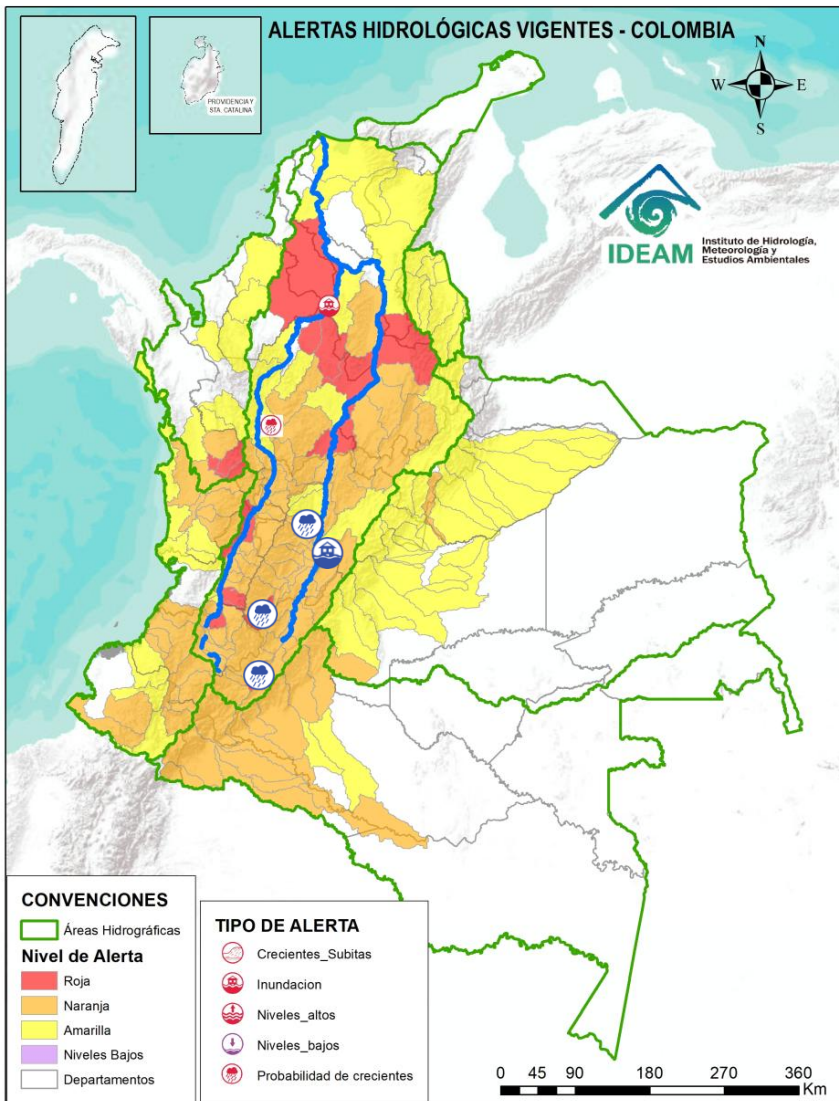 ALERTAS HIDROLÓGICAS VIGENTES - COLOMBIA
PROVIDENCIA Y
STA. CATALINA
N
W
E
S
IDEAM
Instituto de Hidrología,
Meteorología y
Estudios Ambientales
CONVENCIONES
Áreas Hidrográficas
Nivel de Alerta
Roja
Naranja
Amarilla
Niveles Bajos
Departamentos
TIPO DE ALERTA
Crecientes_Subitas
Inundacion
Niveles_altos
Niveles_bajos
Probabilidad de crecientes
0 45 90 180 270 360
Km